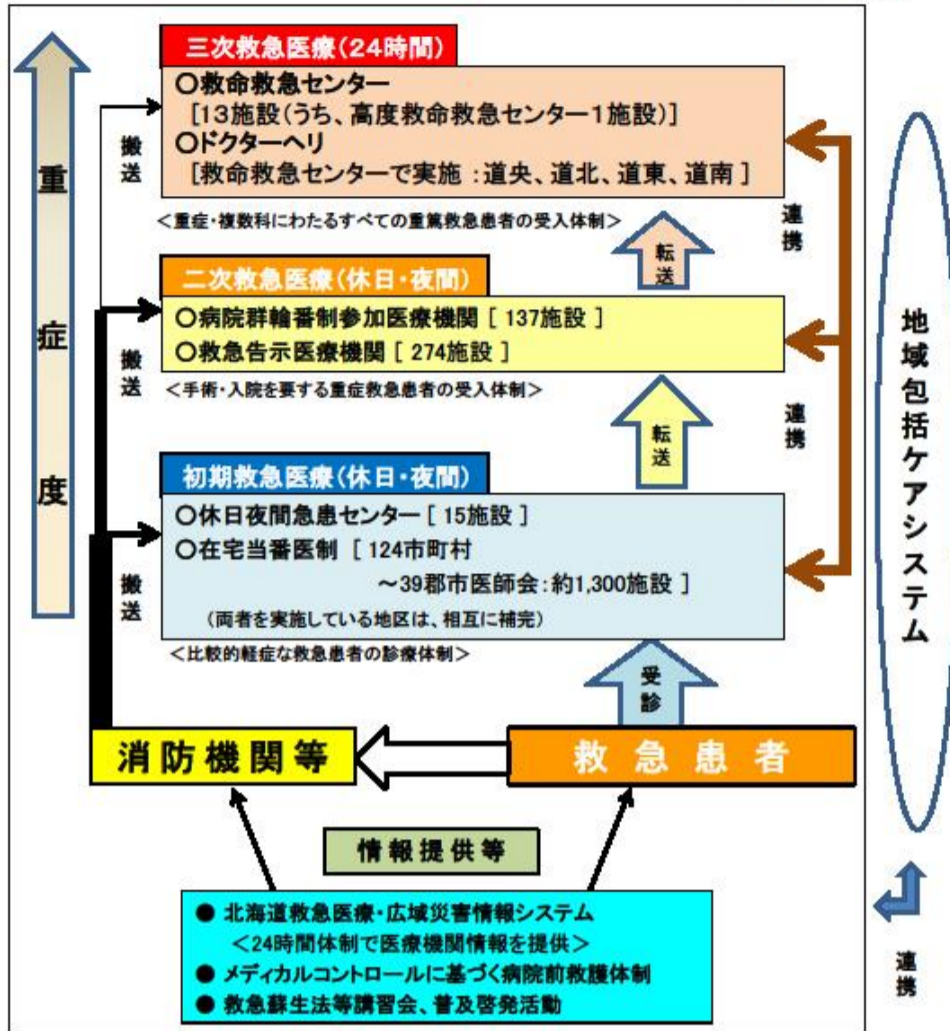 三次救急医療(24時間)
○救命救急センター
[13施設(うち、高度救命救急センター1施設)]
○ドクターヘリ
[救命救急センターで実施 :道央、道北、道東、道南 ]
<重症・複数科にわたるすべての重篤救急患者の受入体制>
搬送
転送
連携
二次救急医療(休日・夜間)
○病院群輪番制参加医療機関 [ 137施設 ]
○救急告示医療機関 [ 274施設 ]
<手術・入院を要する重症救急患者の受入体制>
搬送
転送
連携
初期救急医療(休日・夜間)
○休日夜間急患センター [ 15施設 ]
○在宅当番医制 [ 124市町村
~39郡市医師会:約1,300施設 ]
(両者を実施している地区は、相互に補完)
<比較的軽症な救急患者の診療体制>
搬送
受診
重症度
地域包括ケアシステム
消防機関等
救急患者
情報提供等
● 北海道救急医療・広域災害情報システム
<24時間体制で医療機関情報を提供>
● メディカルコントロールに基づく病院前救護体制
● 救急蘇生法等講習会、普及啓発活動
連携